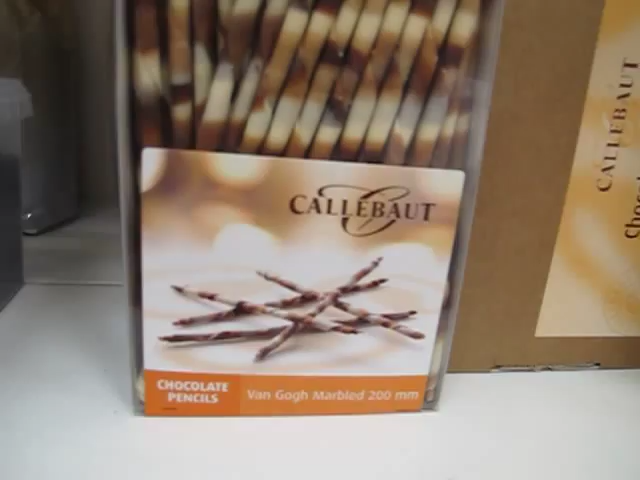 CALLEBAUT
CHOCOLATE
PENCILS
Van Gogh Marbled 200 mm
CALLEBAUT